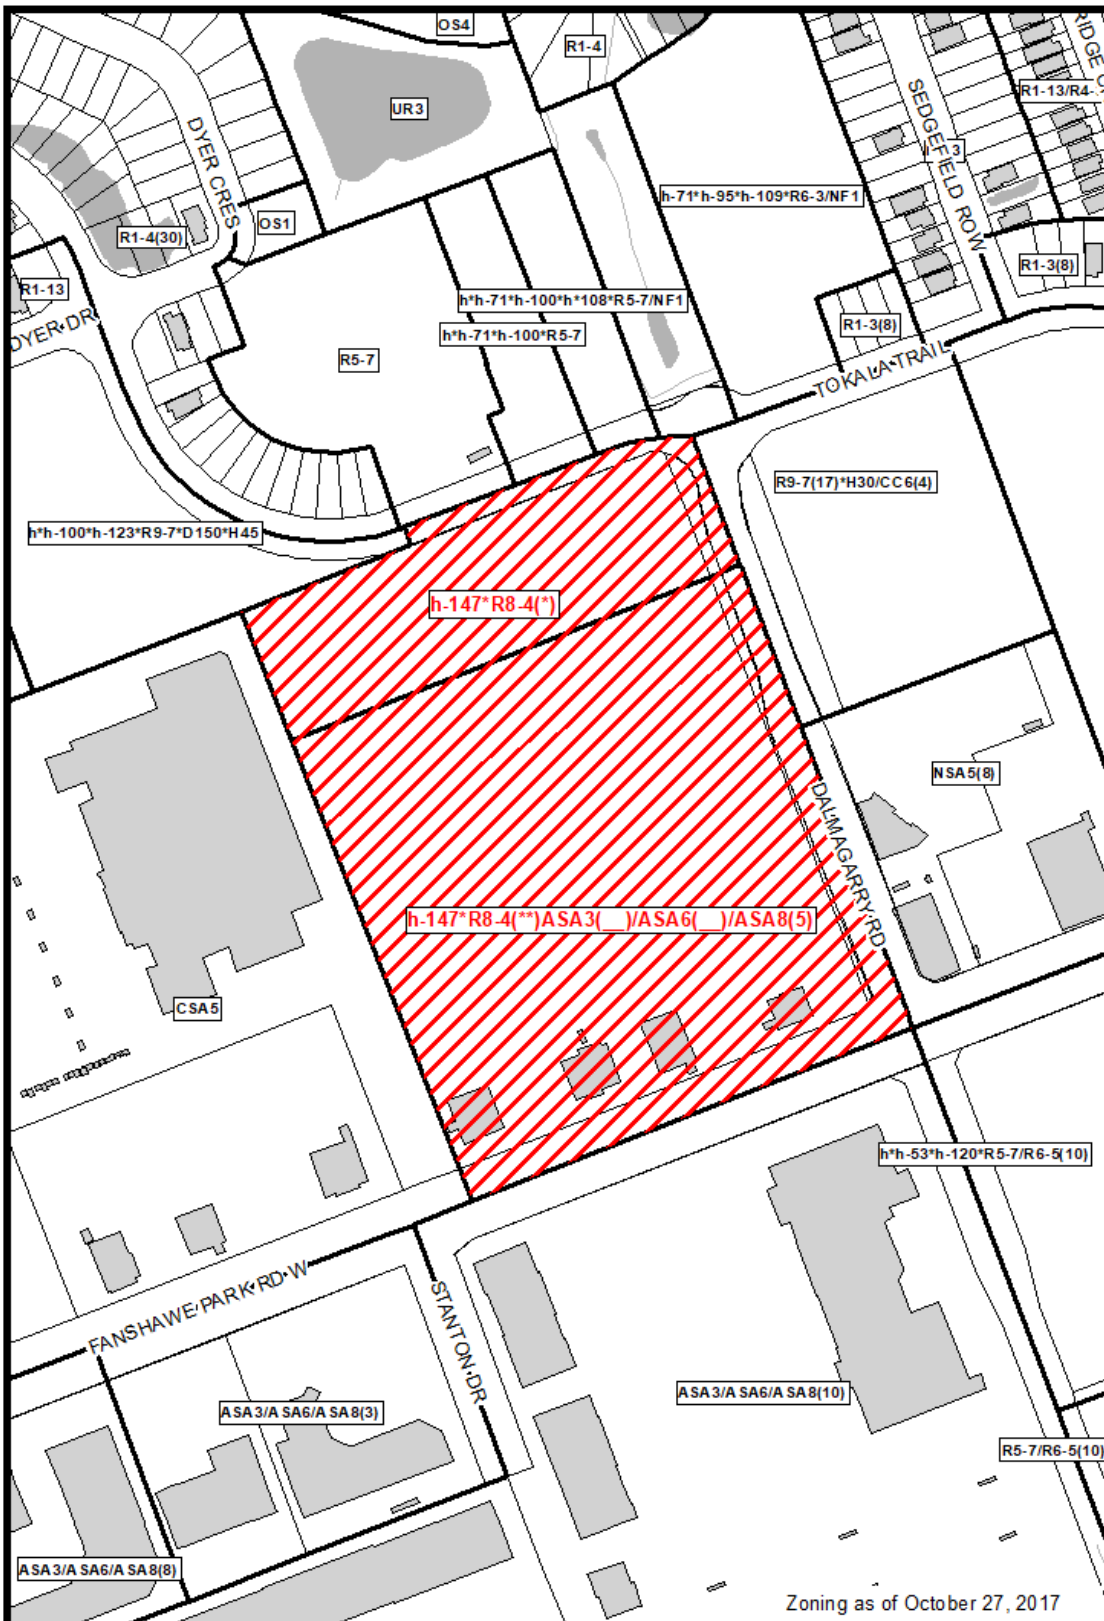 OS4
R1-4
RIDGE
R1-13/R4-
UR3
SEDGEFIELD ROW
DYER CRES
h-71*h-95*h-109*R6-3/NF1
OS1
R1-4(30)
R1-3(8)
R1-13
DYER DR
h*h-71*h-100*h*108*R5-7/NF1
R1-3(8)
h*h-71*h-100*R5-7
R5-7
TOKALA TRAIL
R9-7(17)*H30/CC6(4)
h*h-100*h-123*R9-7*D150*H45
h-147*R8-4(*)
NSA5(8)
DALMAGARRY RD
h-147*R8-4(**)ASA3(__)/ASA6(__)/ASA8(5)
CSA5
h*h-53*h-120*R5-7/R6-5(10)
FANSHAWE PARK RD W
STANTON DR
ASA3/ASA6/ASA8(10)
ASA3/ASA6/ASA8(3)
R5-7/R6-5(10)
ASA3/ASA6/ASA8(8)
Zoning as of October 27, 2017